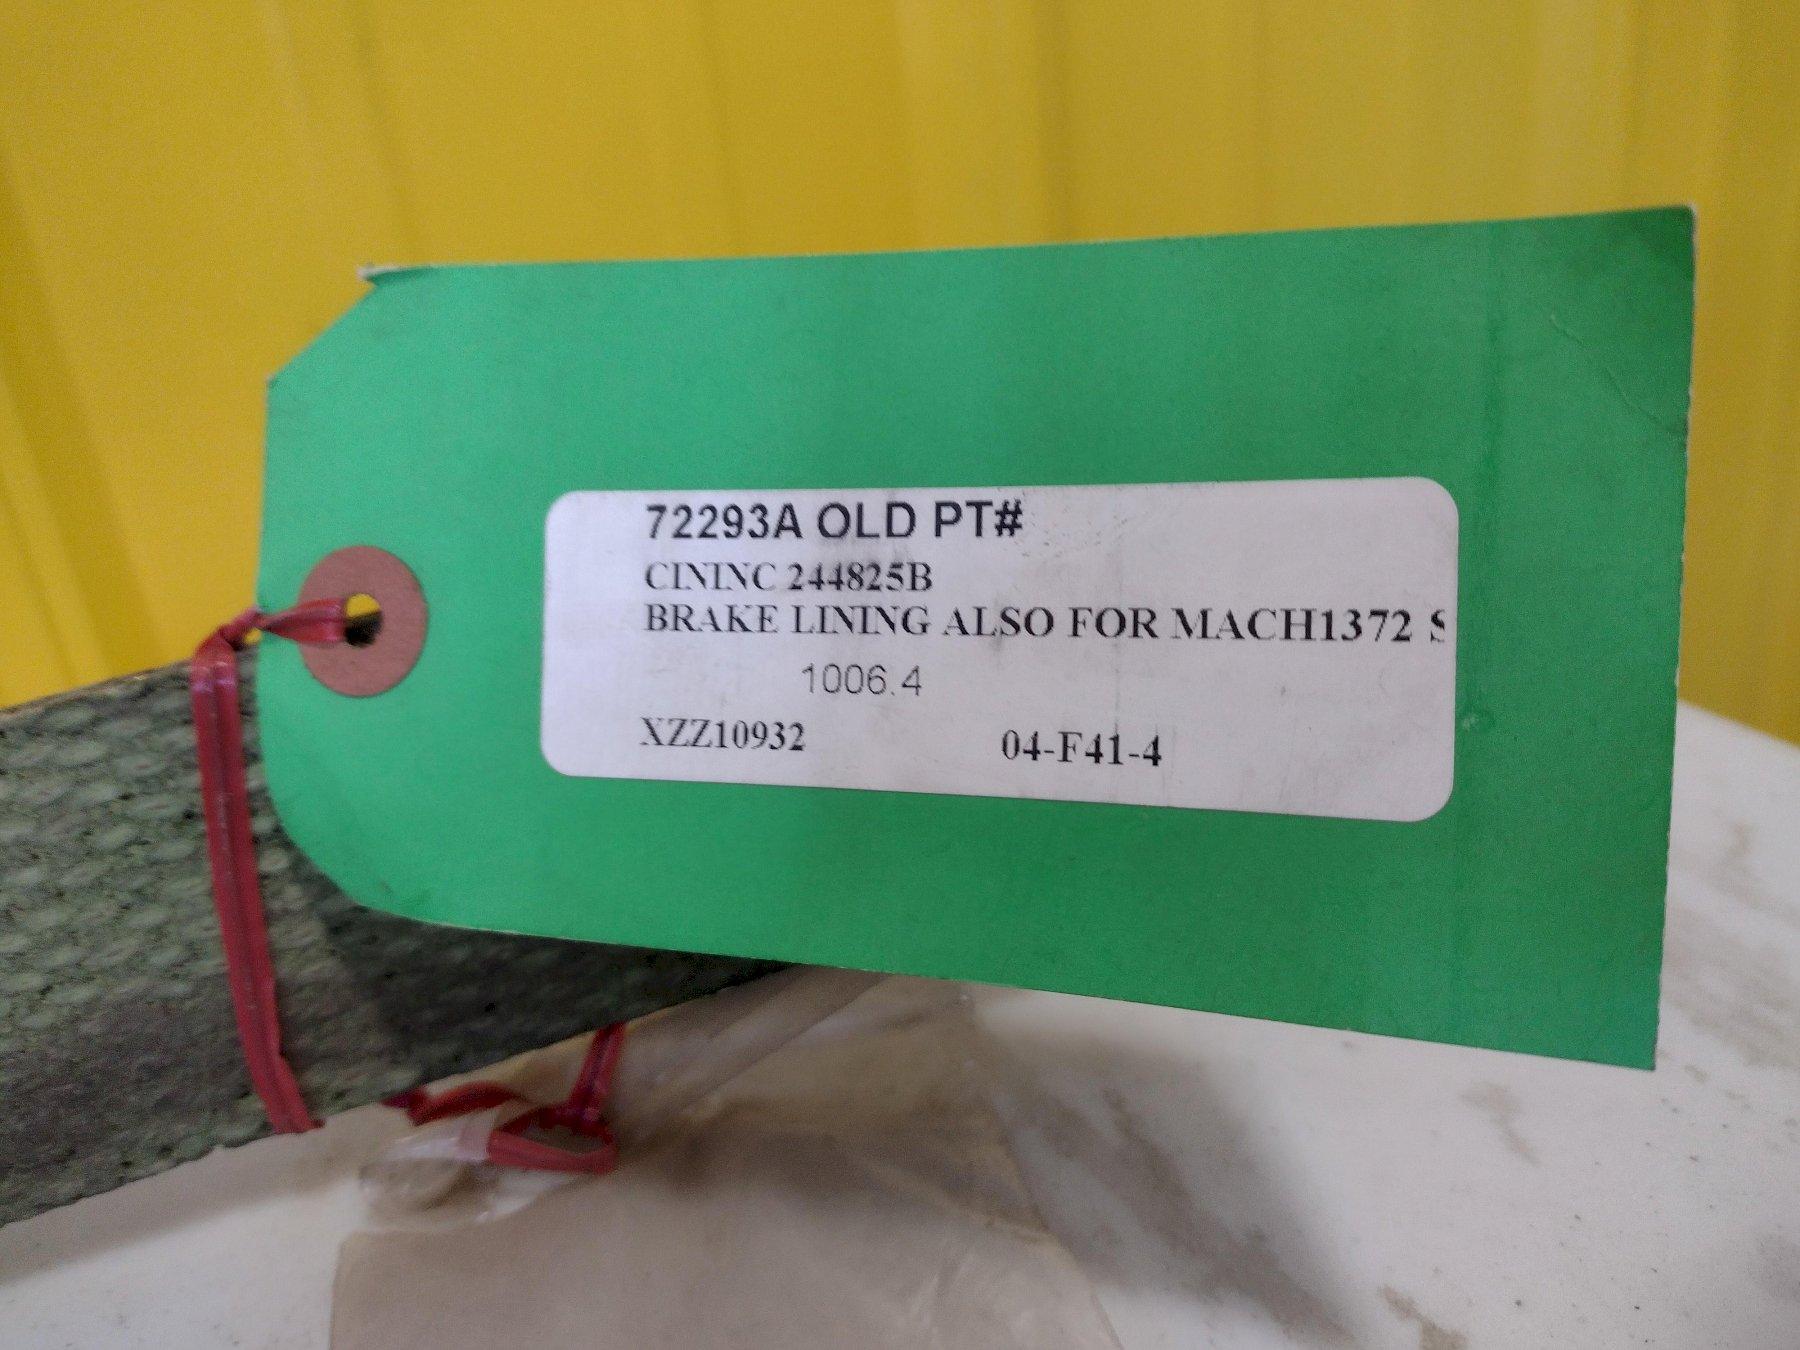 72293A OLD PT#
CININC 244825B
BRAKE LINING ALSO FOR MACH1372 S
1006.4
XZZ10932 04-F41-4